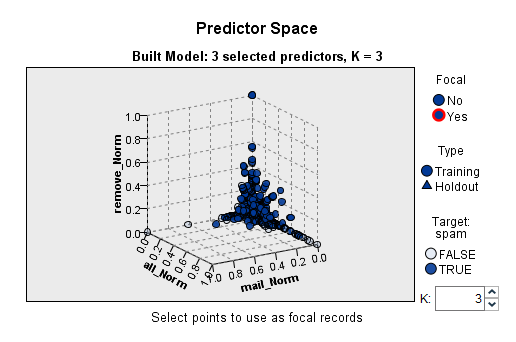 Predictor Space
Built Model: 3 selected predictors, K = 3
Focal
No
Yes
Type
Training
Holdout
Target:
spam
FALSE
TRUE
K: 3
remove_Norm
1.0
0.8
0.6
0.4
0.2
0.0
0.0
0.2
0.4
0.6
0.8
1.0
all_Norm
1.0
0.8
0.6
0.4
0.2
0.0
mail_Norm
Select points to use as focal records